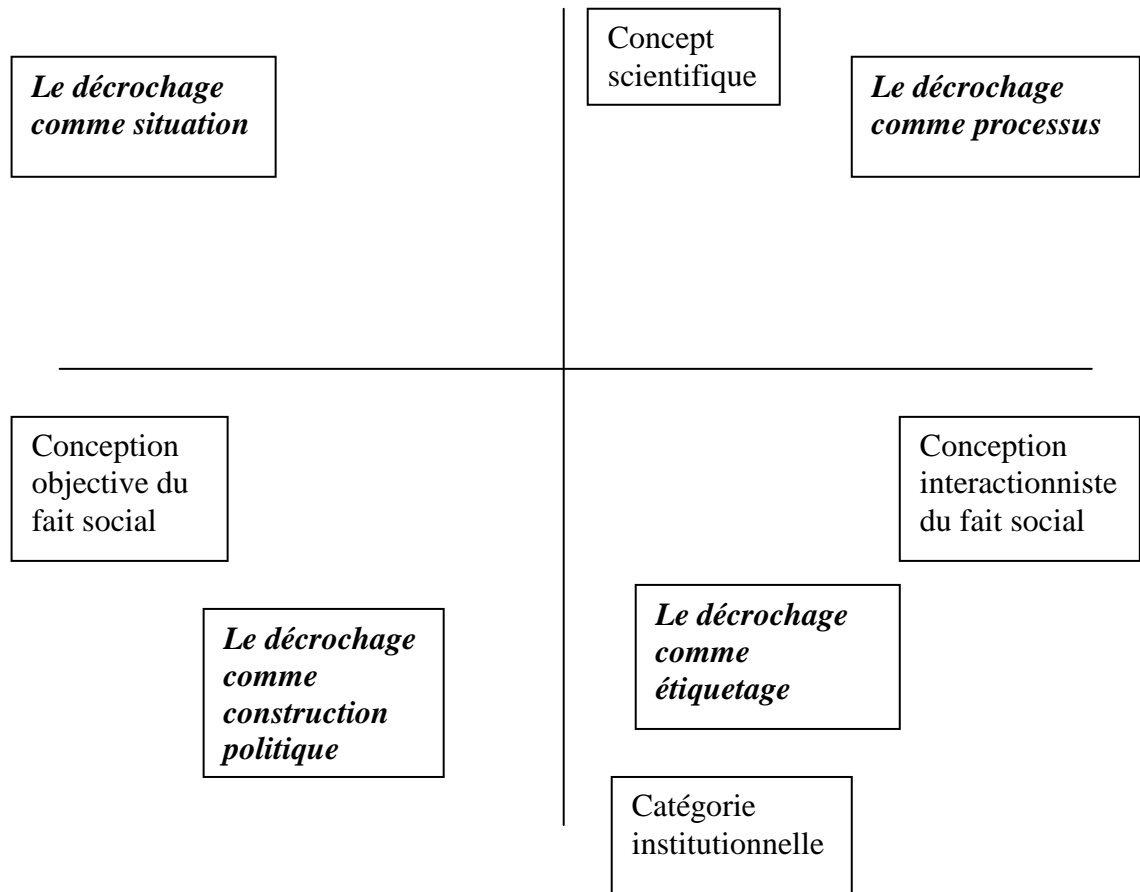 Concept
scientifique
Le décrochage
comme situation
Le décrochage
comme processus
Conception
objective du
fait social
Conception
interactionniste
du fait social
Le décrochage
comme
construction
politique
Le décrochage
comme
étiquetage
Catégorie
institutionnelle